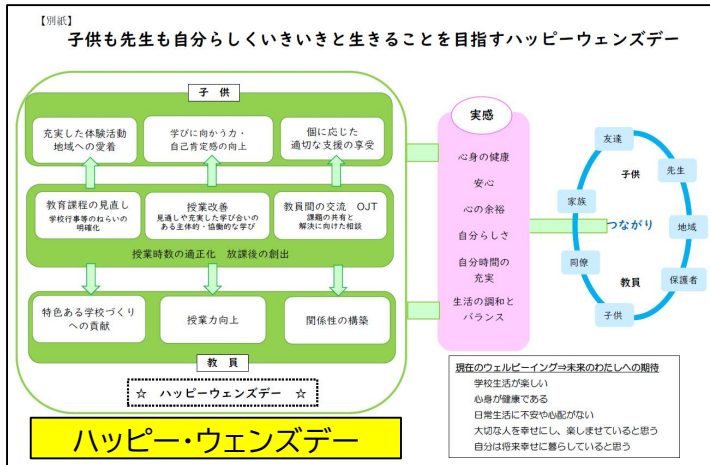 【別紙】
子供も先生も自分らしくいきいきと生きることを目指すハッピーウェンズデー
子 供
充実した体験活動
地域への愛着
学びに向かう力・
自己肯定感の向上
個に応じた
適切な支援の享受
教育課程の見直し
学校行事等のねらいの
明確化
授業改善
見通しや充実した学び合いの
ある主体的・協働的な学び
教員間の交流 OJT
課題の共有と
解決に向けた相談
授業時数の適正化 放課後の創出
特色ある学校づくり
への貢献
授業力向上
関係性の構築
教 員
☆ ハッピーウェンズデー ☆
ハッピー・ウェンズデー
実感
心身の健康
安心
心の余裕
自分らしさ
自分時間の
充実
生活の調和と
バランス
友達
子供
先生
家族
つながり
地域
同僚
教員
保護者
子供
現在のウェルビーイング⇒未来のわたしへの期待
学校生活が楽しい
心身が健康である
日常生活に不安や心配がない
大切な人を幸せにし、楽しませていると思う
自分は将来幸せに暮らしていると思う